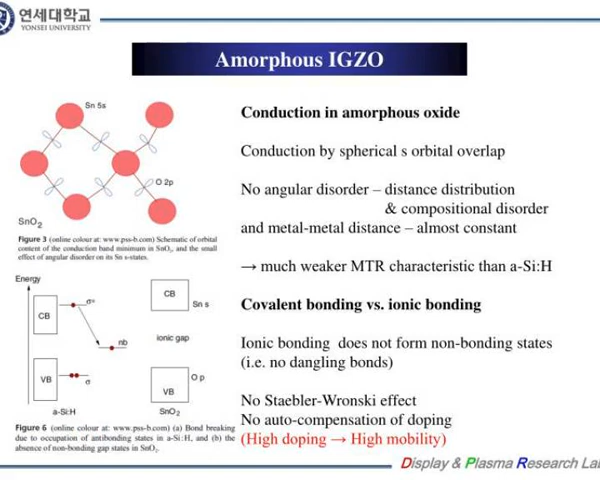 연세대학교
YONSEI UNIVERSITY
Amorphous IGZO
Sn 5s
O 2p
SnO2
Figure 3 (online colour at: www.pss-b.com) Schematic of orbital
content of the conduction band minimum in SnO2, and the small
effect of angular disorder on its Sn s-states.
Energy
CB
σ*
nb
VB
σ
a-Si:H
CB
Sn s
ionic gap
O p
VB
SnO2
Figure 6 (online colour at: www.pss-b.com) (a) Bond breaking
due to occupation of antibonding states in a-Si:H, and (b) the
absence of non-bonding gap states in SnO2.
Conduction in amorphous oxide
Conduction by spherical s orbital overlap
No angular disorder – distance distribution
& compositional disorder
and metal-metal distance – almost constant
→ much weaker MTR characteristic than a-Si:H
Covalent bonding vs. ionic bonding
Ionic bonding does not form non-bonding states
(i.e. no dangling bonds)
No Staebler-Wronski effect
No auto-compensation of doping
(High doping → High mobility)
Display & Plasma Research Lab